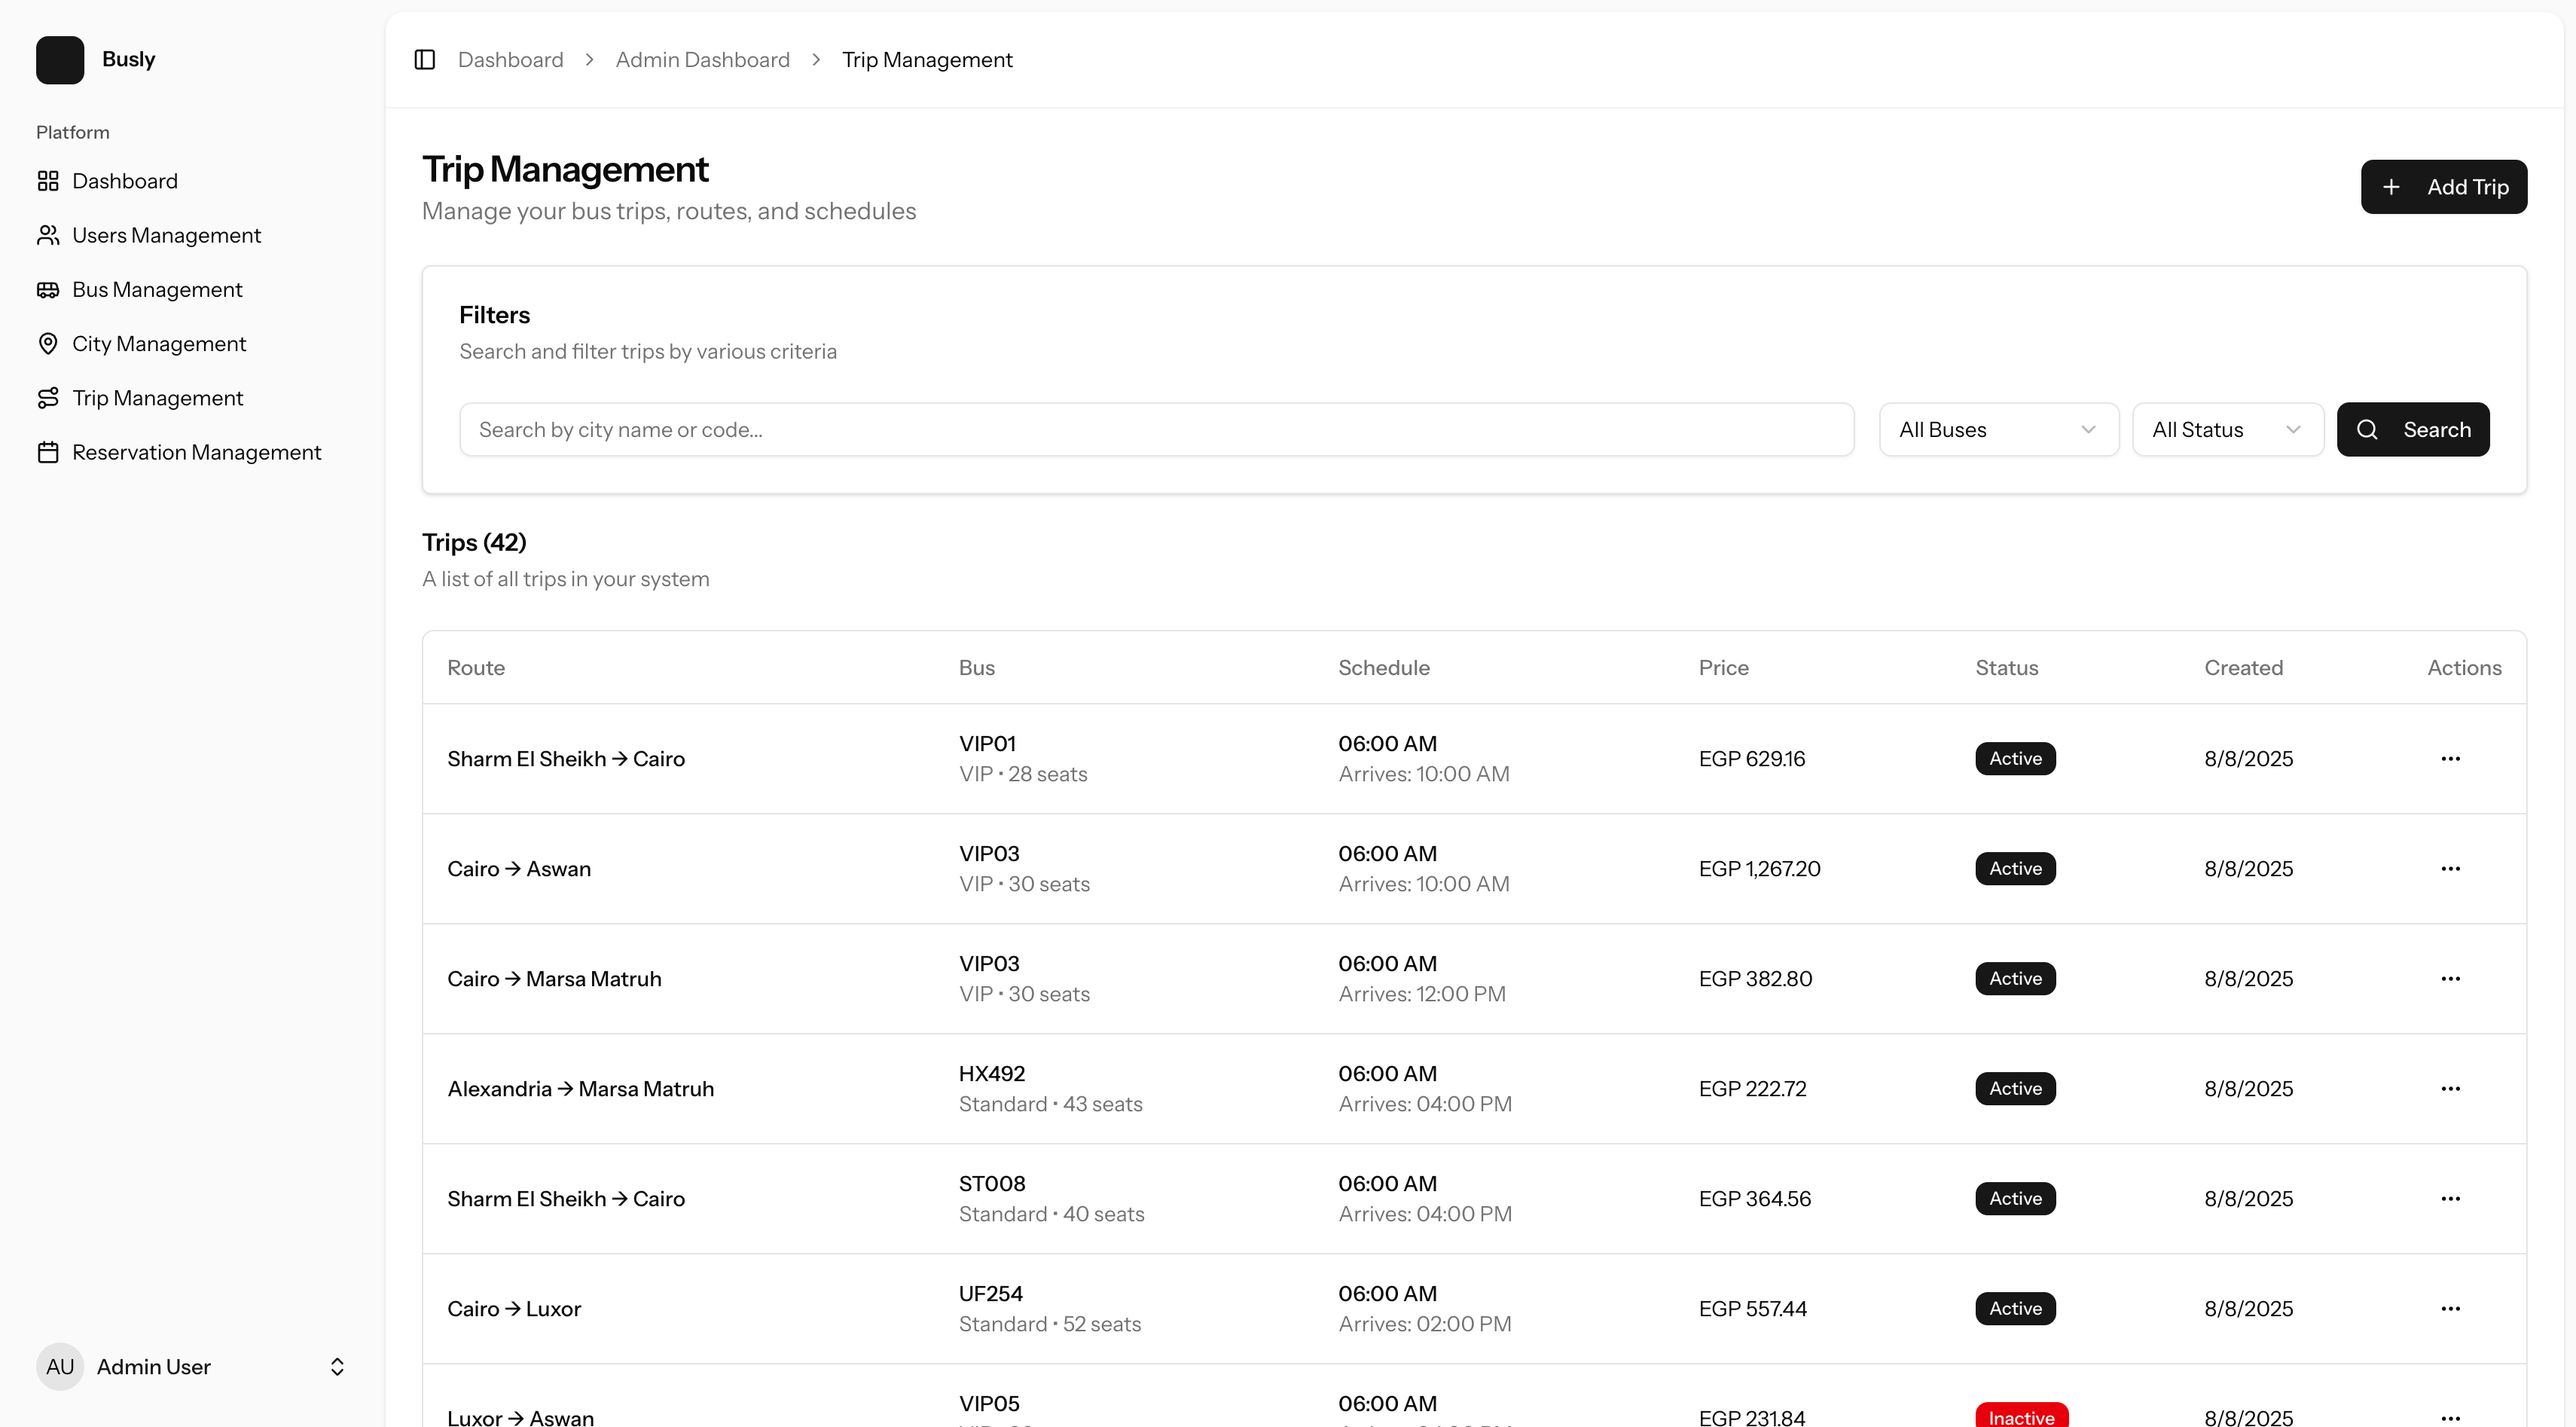 Busly
Platform
Dashboard
Users Management
Bus Management
City Management
Trip Management
Reservation Management
AU Admin User
Dashboard > Admin Dashboard > Trip Management
Trip Management
Manage your bus trips, routes, and schedules
+ Add Trip
Filters
Search and filter trips by various criteria
Search by city name or code...
All Buses
All Status
Search
Trips (42)
A list of all trips in your system
Route Bus Schedule Price Status Created Actions
Sharm El Sheikh → Cairo VIP01 06:00 AM EGP 629.16 Active 8/8/2025 ...
VIP • 28 seats Arrives: 10:00 AM
Cairo → Aswan VIP03 06:00 AM EGP 1,267.20 Active 8/8/2025 ...
VIP • 30 seats Arrives: 10:00 AM
Cairo → Marsa Matruh VIP03 06:00 AM EGP 382.80 Active 8/8/2025 ...
VIP • 30 seats Arrives: 12:00 PM
Alexandria → Marsa Matruh HX492 06:00 AM EGP 222.72 Active 8/8/2025 ...
Standard • 43 seats Arrives: 04:00 PM
Sharm El Sheikh → Cairo ST008 06:00 AM EGP 364.56 Active 8/8/2025 ...
Standard • 40 seats Arrives: 04:00 PM
Cairo → Luxor UF254 06:00 AM EGP 557.44 Active 8/8/2025 ...
Standard • 52 seats Arrives: 02:00 PM
Luxor → Aswan VIP05 06:00 AM EGP 231.84 Inactive 8/8/2025 ...